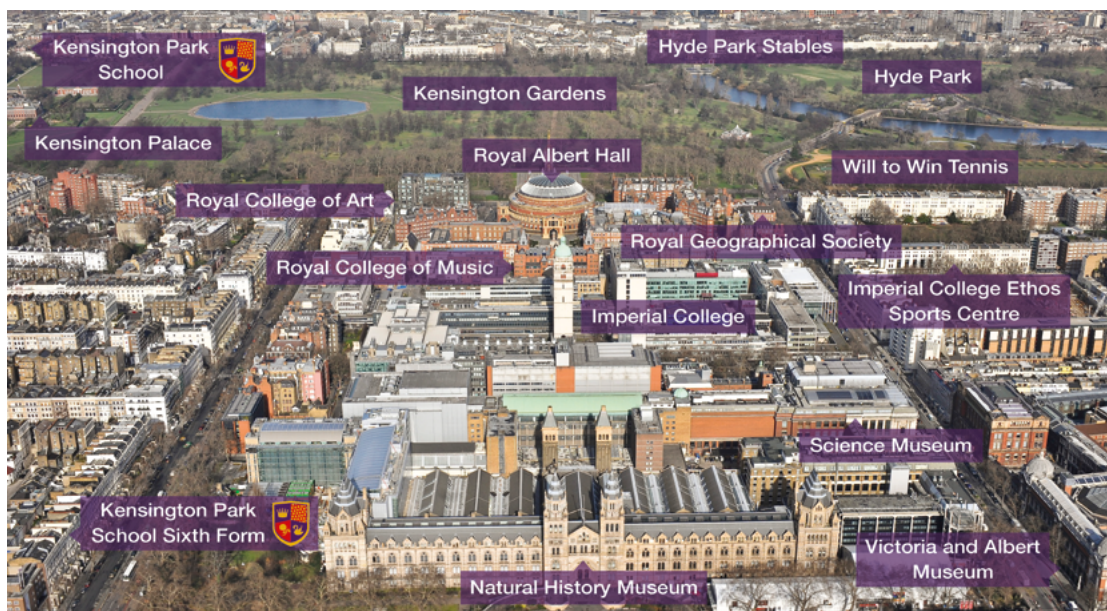 Kensington Park
School
Hyde Park Stables
Hyde Park
Kensington Gardens
Kensington Palace
Royal Albert Hall
Will to Win Tennis
Royal College of Art
Royal Geographical Society
Royal College of Music
Imperial College Ethos
Sports Centre
Imperial College
Science Museum
Kensington Park
School Sixth Form
Victoria and Albert
Museum
Natural History Museum